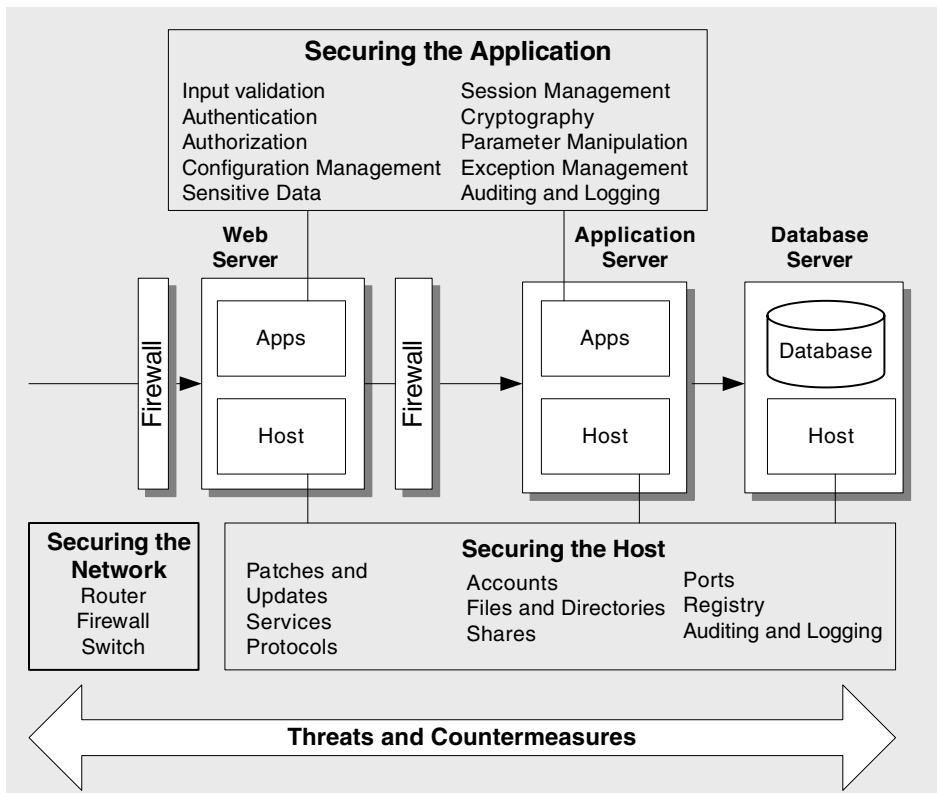 Securing the Application
Input validation
Authentication
Authorization
Configuration Management
Sensitive Data
Session Management
Cryptography
Parameter Manipulation
Exception Management
Auditing and Logging
Web
Server
Application
Server
Database
Server
Firewall
Apps
Host
Firewall
Apps
Host
Database
Host
Securing the
Network
Router
Firewall
Switch
Securing the Host
Patches and
Updates
Services
Protocols
Accounts
Files and Directories
Shares
Ports
Registry
Auditing and Logging
Threats and Countermeasures